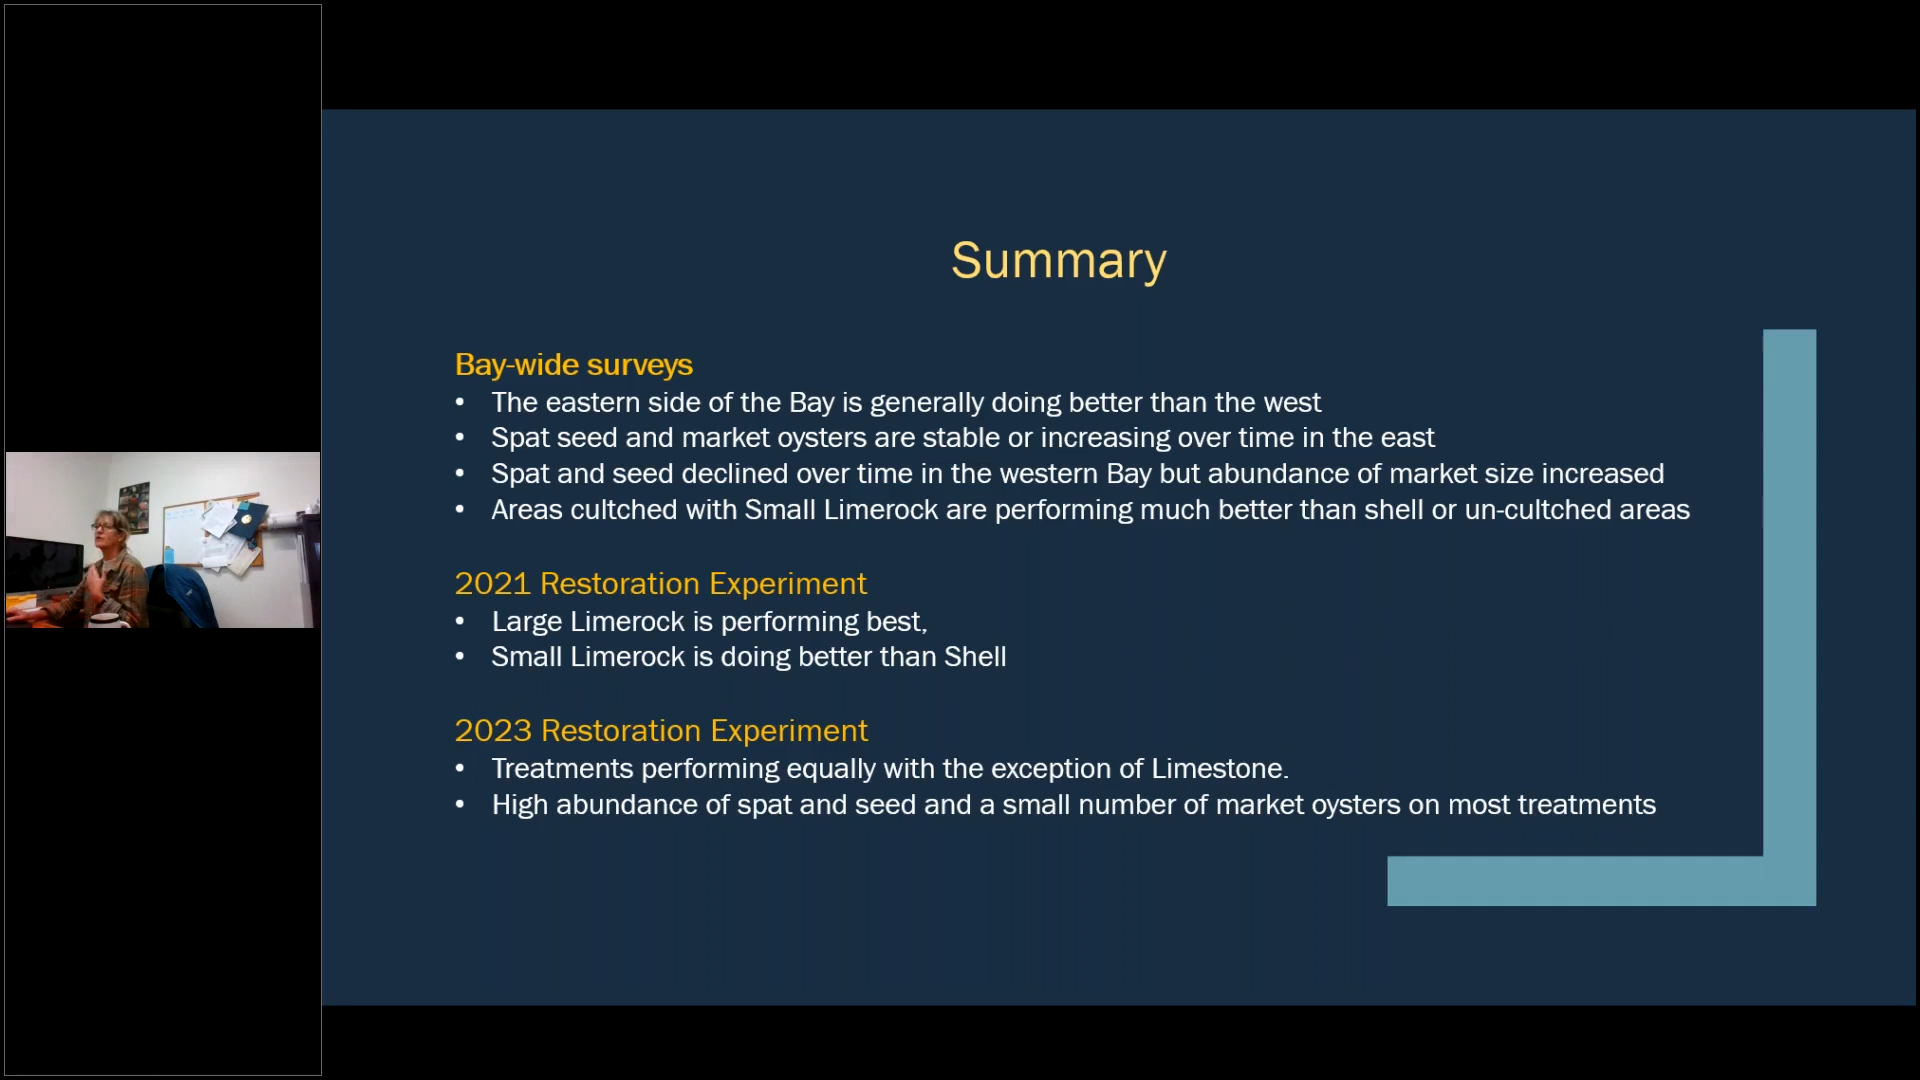 Summary
Bay-wide surveys
• The eastern side of the Bay is generally doing better than the west
• Spat seed and market oysters are stable or increasing over time in the east
• Spat and seed declined over time in the western Bay but abundance of market size increased
• Areas cultched with Small Limerock are performing much better than shell or un-cultched areas
2021 Restoration Experiment
• Large Limerock is performing best,
• Small Limerock is doing better than Shell
2023 Restoration Experiment
• Treatments performing equally with the exception of Limestone.
• High abundance of spat and seed and a small number of market oysters on most treatments